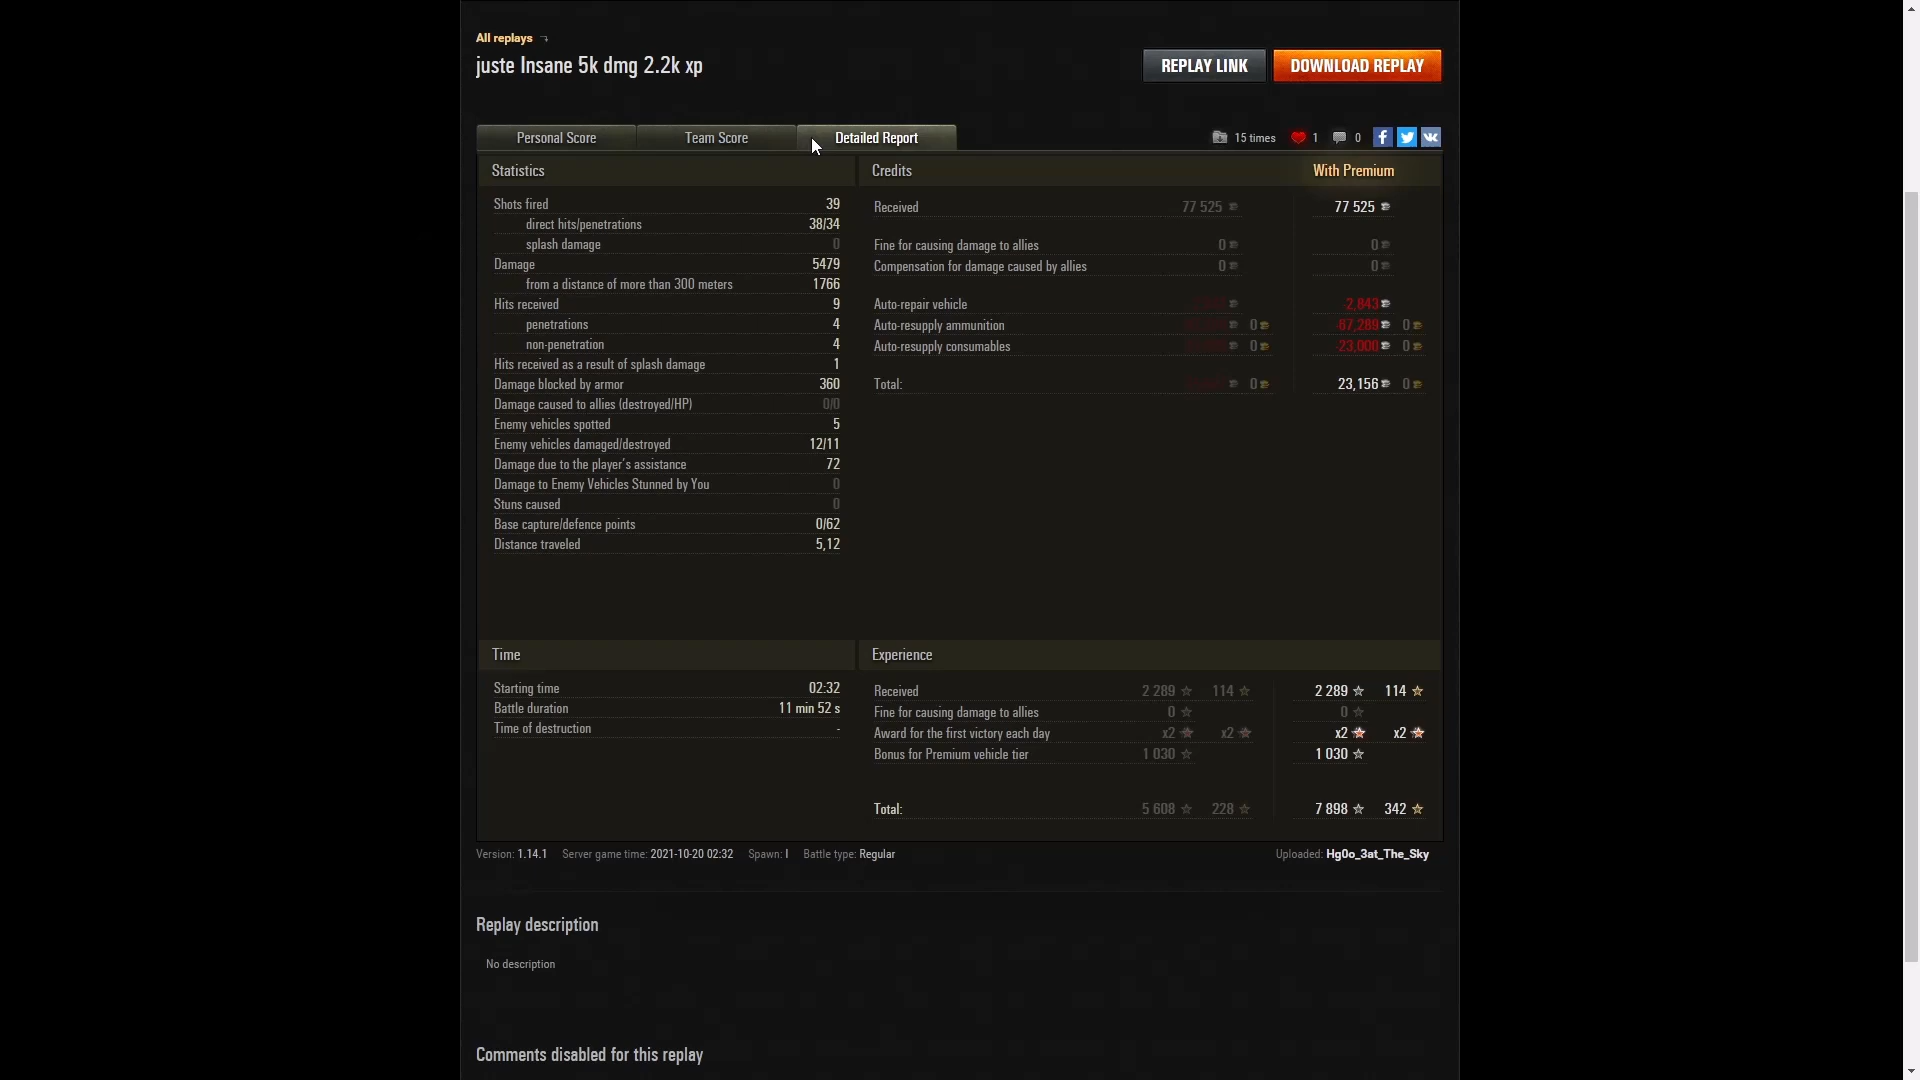 All replays
juste Insane 5k dmg 2.2k xp
REPLAY LINK DOWNLOAD REPLAY
Personal Score Team Score Detailed Report 15 times 1 0
Statistics
Shots fired 39
direct hits/penetrations 38/34
splash damage 0
Damage 5479
from a distance of more than 300 meters 1766
Hits received 9
penetrations 4
non-penetration 4
Hits received as a result of splash damage 1
Damage blocked by armor 360
Damage caused to allies (destroyed/HP) 0/0
Enemy vehicles spotted 5
Enemy vehicles damaged/destroyed 12/11
Damage due to the player's assistance 72
Damage to Enemy Vehicles Stunned by You 0
Stuns caused 0
Base capture/defence points 0/62
Distance traveled 5,12
Credits With Premium
Received 77 525 77 525
Fine for causing damage to allies 0 0
Compensation for damage caused by allies 0 0
Auto-repair vehicle -2,843
Auto-resupply ammunition 0 -67,289 0
Auto-resupply consumables 0 -23,000 0
Total: 0 23,156 0
Time
Starting time 02:32
Battle duration 11 min 52 s
Time of destruction -
Experience
Received 2 289 114 2 289 114
Fine for causing damage to allies 0 0
Award for the first victory each day x2 x2 x2 x2
Bonus for Premium vehicle tier 1 030 1 030
Total: 5 608 228 7 898 342
Version: 1.14.1 Server game time: 2021-10-20 02:32 Spawn: I Battle type: Regular Uploaded: Hg0o_3at_The_Sky
Replay description
No description
Comments disabled for this replay